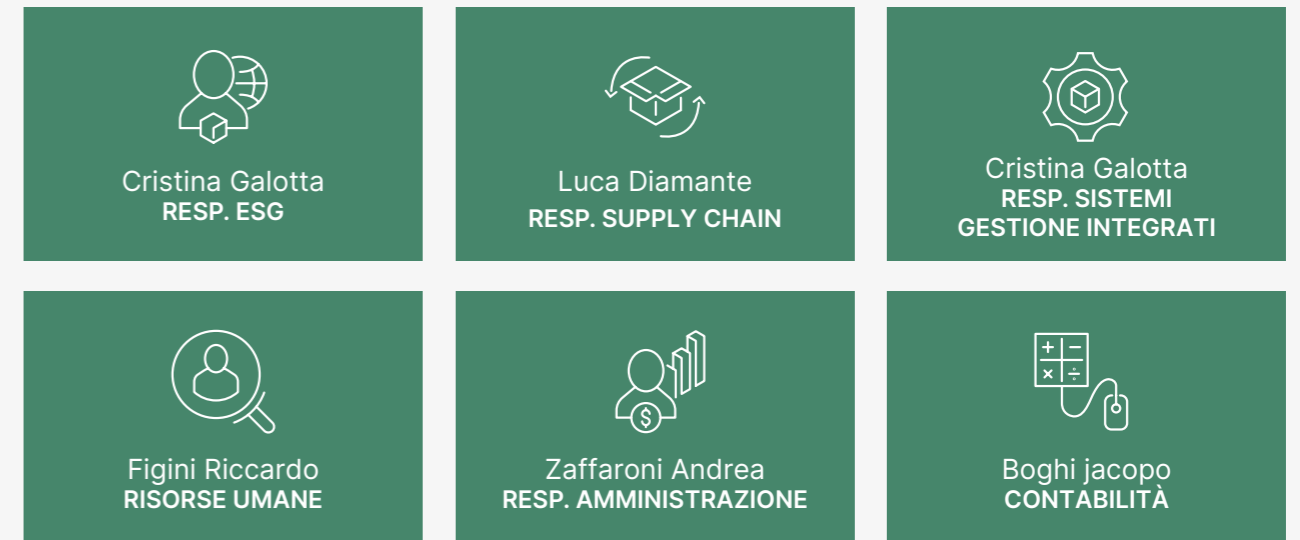 Cristina Galotta
RESP. ESG
Luca Diamante
RESP. SUPPLY CHAIN
Cristina Galotta
RESP. SISTEMI
GESTIONE INTEGRATI
Figini Riccardo
RISORSE UMANE
Zaffaroni Andrea
RESP. AMMINISTRAZIONE
Boghi jacopo
CONTABILITÀ